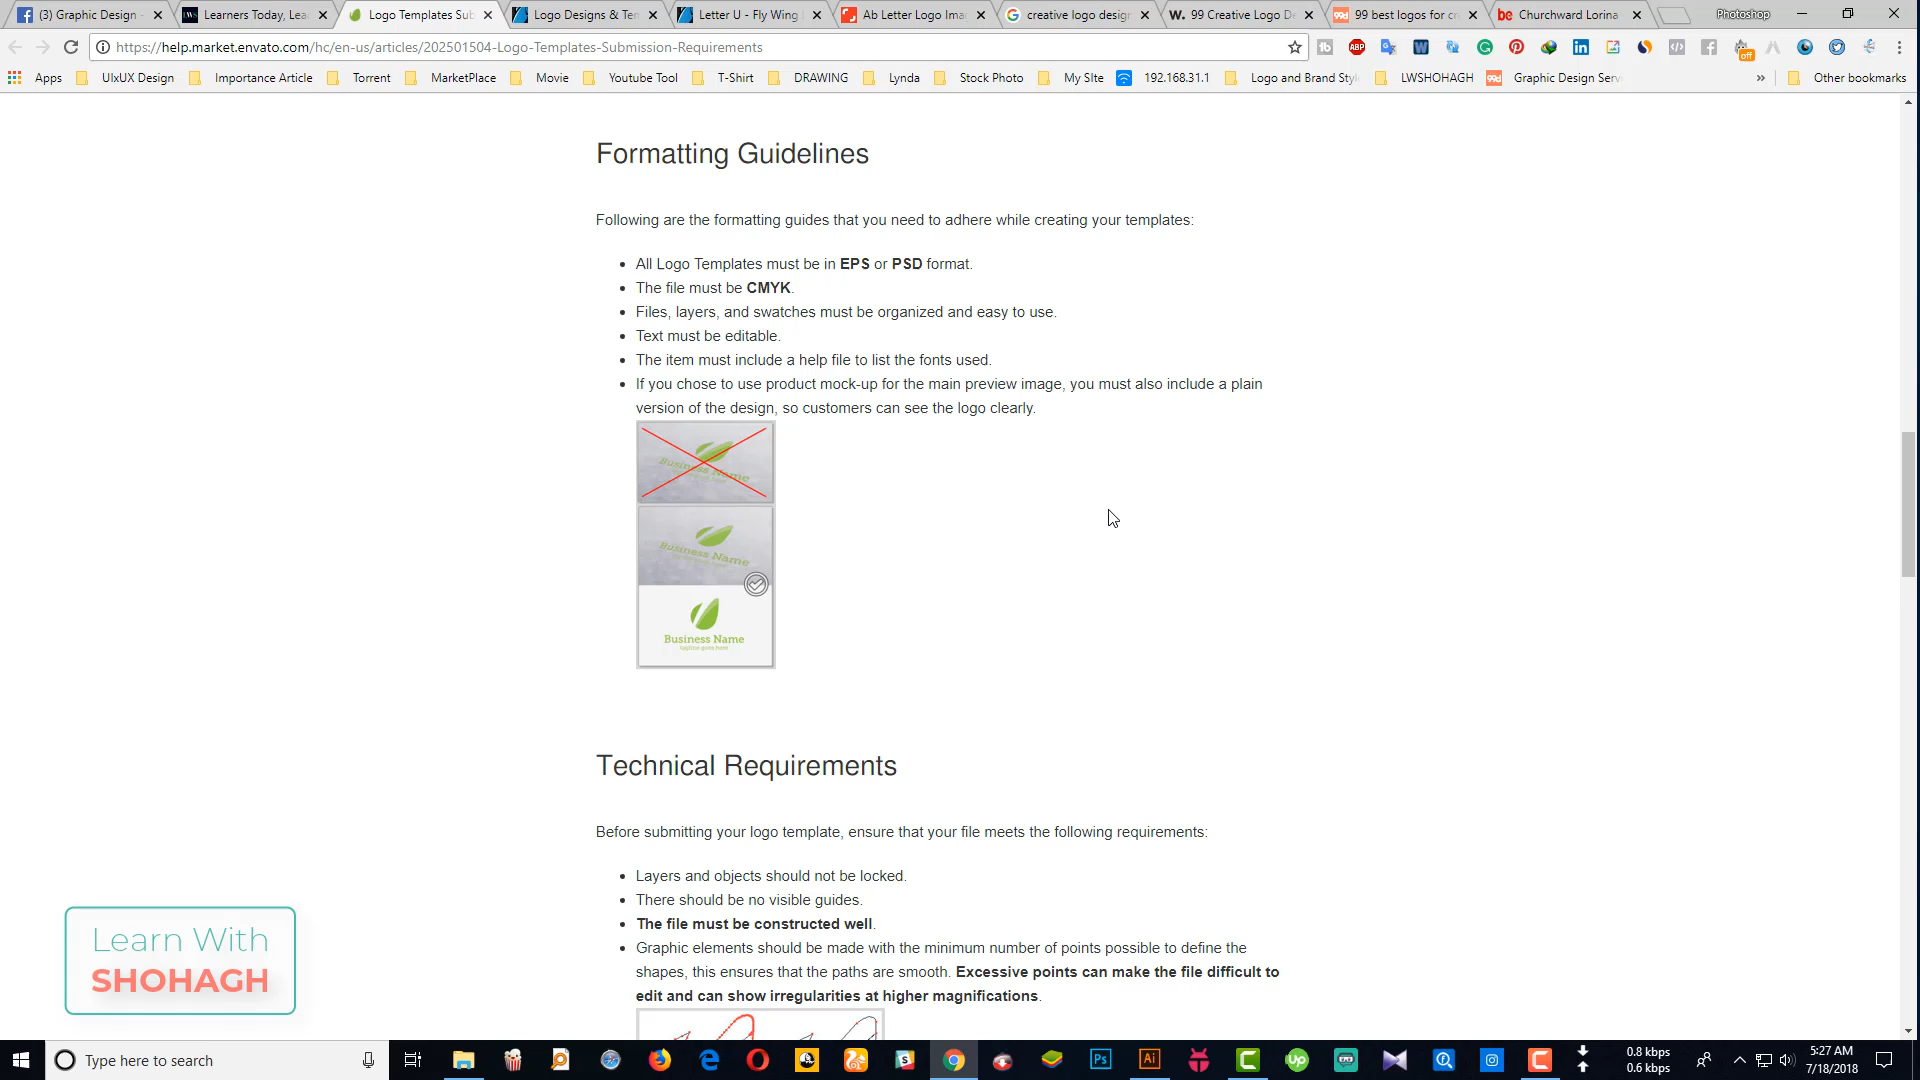 (3) Graphic Design -
Learners Today, Lea
Logo Templates Sub
Logo Designs & Tem
Letter U - Fly Wing
Ab Letter Logo Ima
creative logo design
99 Creative Logo D
99 best logos for cr
Churchward Lorina
Photoshop
https://help.market.envato.com/hc/en-us/articles/202501504-Logo-Templates-Submission-Requirements
Apps
UIxUX Design
Importance Article
Torrent
MarketPlace
Movie
Youtube Tool
T-Shirt
DRAWING
Lynda
Stock Photo
My SIte
192.168.31.1
Logo and Brand Styl
LWSHOHAGH
Graphic Design Serv
Other bookmarks
Formatting Guidelines
Following are the formatting guides that you need to adhere while creating your templates:
All Logo Templates must be in EPS or PSD format.
The file must be CMYK.
Files, layers, and swatches must be organized and easy to use.
Text must be editable.
The item must include a help file to list the fonts used.
If you chose to use product mock-up for the main preview image, you must also include a plain
version of the design, so customers can see the logo clearly.
Business Name
Business Name
Business Name
tagline goes here
Technical Requirements
Before submitting your logo template, ensure that your file meets the following requirements:
Layers and objects should not be locked.
There should be no visible guides.
The file must be constructed well.
Graphic elements should be made with the minimum number of points possible to define the
shapes, this ensures that the paths are smooth. Excessive points can make the file difficult to
edit and can show irregularities at higher magnifications.
Learn With
SHOHAGH
Type here to search
0.8 kbps
0.6 kbps
5:27 AM
7/18/2018